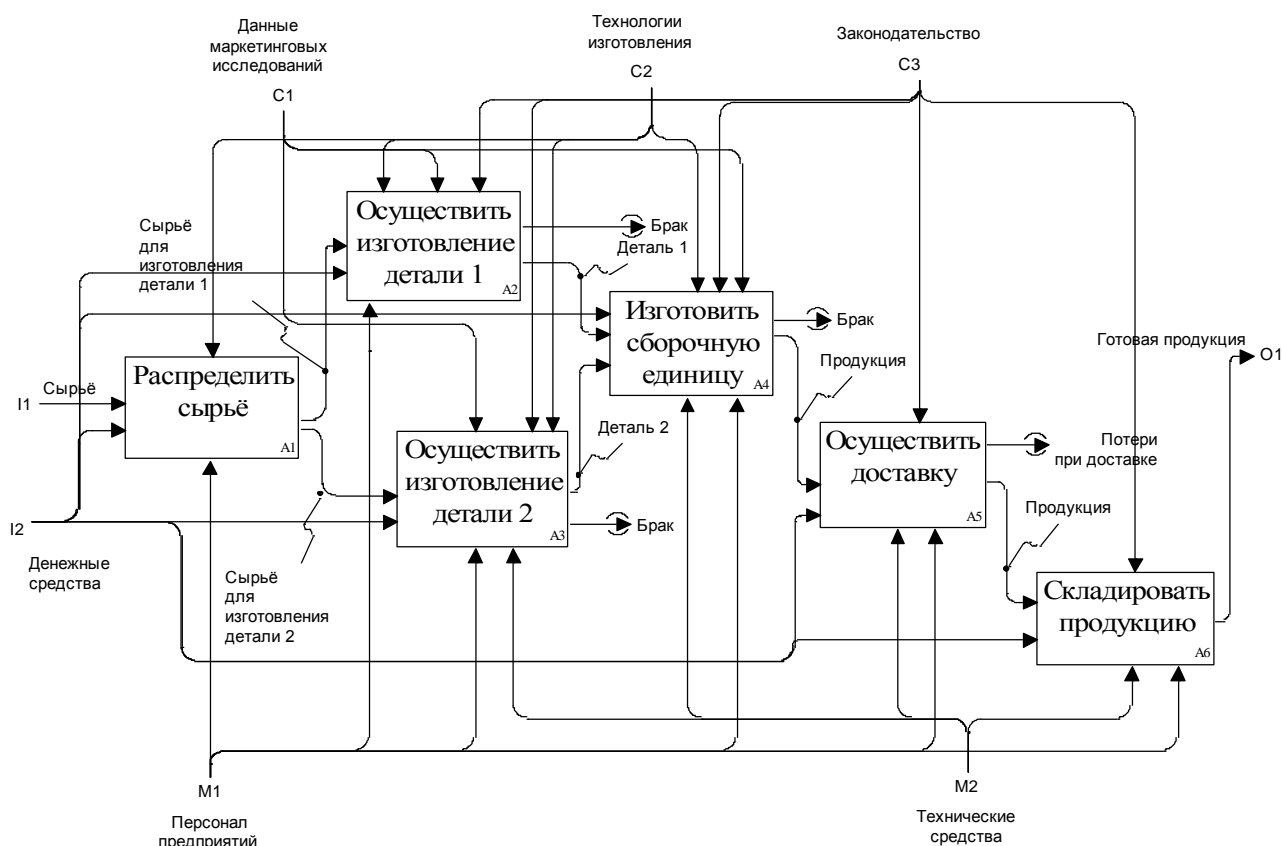 Данные
маркетинговых
исследований
C1
Технологии
изготовления
C2
Законодательство
C3
Осуществить
изготовление
детали 1
A2
Брак
Деталь 1
Сырьё
для
изготовления
детали 1
Изготовить
сборочную
единицу
A4
Брак
Продукция
Готовая продукция
O1
I1
Сырьё
Распределить
сырьё
A1
Деталь 2
Осуществить
изготовление
детали 2
A3
Брак
Осуществить
доставку
A5
Потери
при доставке
Продукция
I2
Денежные
средства
Сырьё
для
изготовления
детали 2
Складировать
продукцию
A6
M1
Персонал
предприятий
M2
Технические
средства